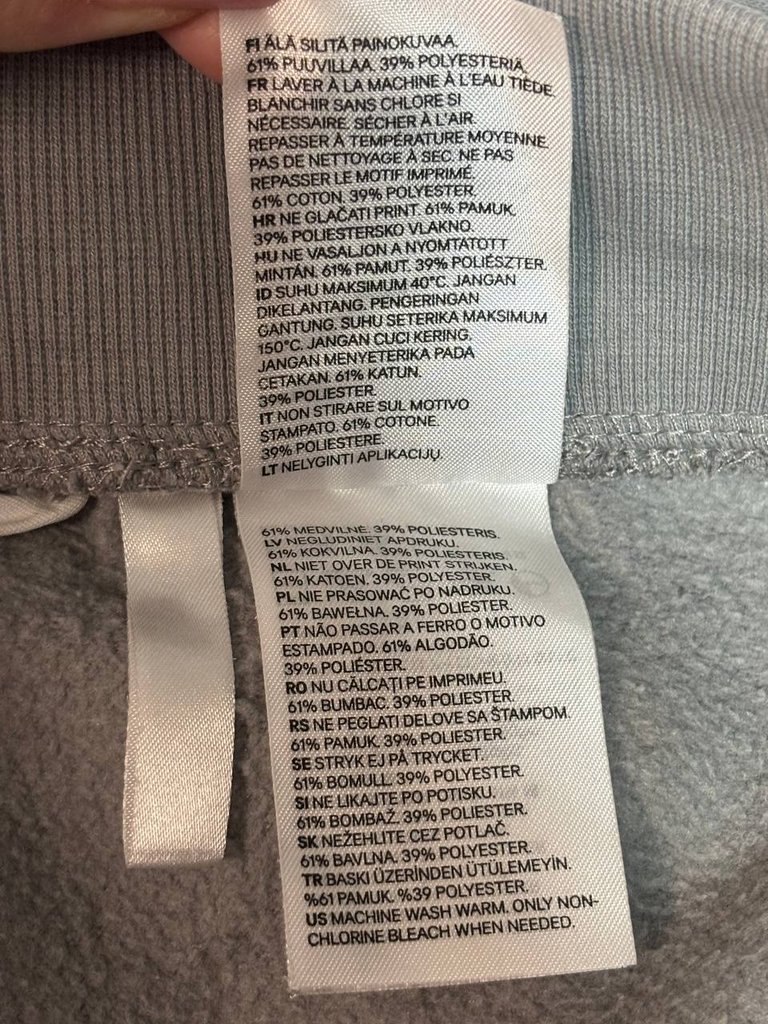 FI ÄLÄ SILITÄ PAINOKUVAA.
61% PUUVILLAA. 39% POLYESTERIÄ.
FR LAVER À LA MACHINE À L'EAU TIÈDE.
BLANCHIR SANS CHLORE SI
NÉCESSAIRE. SÉCHER À L'AIR.
REPASSER À TEMPÉRATURE MOYENNE.
PAS DE NETTOYAGE À SEC. NE PAS
REPASSER LE MOTIF IMPRIMÉ.
61% COTON. 39% POLYESTER.
HR NE GLAČATI PRINT. 61% PAMUK.
39% POLIESTERSKO VLAKNO.
HU NE VASALJON A NYOMTATOTT
MINTÁN. 61% PAMUT. 39% POLIÉSZTER.
ID SUHU MAKSIMUM 40°C. JANGAN
DIKELANTANG. PENGERINGAN
GANTUNG. SUHU SETERIKA MAKSIMUM
150°C. JANGAN CUCI KERING.
JANGAN MENYETERIKA PADA
CETAKAN. 61% KATUN.
39% POLIESTER.
IT NON STIRARE SUL MOTIVO
STAMPATO. 61% COTONE.
39% POLIESTERE.
LT NELYGINTI APLIKACIJŲ.
61% MEDVILNĖ. 39% POLIESTERIS.
LV NEGLUDINIET APDRUKU.
61% KOKVILNA. 39% POLIESTERIS.
NL NIET OVER DE PRINT STRIJKEN.
61% KATOEN. 39% POLYESTER.
PL NIE PRASOWAĆ PO NADRUKU.
61% BAWEŁNA. 39% POLIESTER.
PT NÃO PASSAR A FERRO O MOTIVO
ESTAMPADO. 61% ALGODÃO.
39% POLIÉSTER.
RO NU CĂLCAȚI PE IMPRIMEU.
61% BUMBAC. 39% POLIESTER.
RS NE PEGLATI DELOVE SA ŠTAMPOM.
61% PAMUK. 39% POLIESTER.
SE STRYK EJ PÅ TRYCKET.
61% BOMULL. 39% POLYESTER.
SI NE LIKAJTE PO POTISKU.
61% BOMBAŽ. 39% POLIESTER.
SK NEŽEHLITE CEZ POTLAČ.
61% BAVLNA. 39% POLYESTER.
TR BASKI ÜZERİNDEN ÜTÜLEMEYİN.
%61 PAMUK. %39 POLYESTER.
US MACHINE WASH WARM. ONLY NON-
CHLORINE BLEACH WHEN NEEDED.